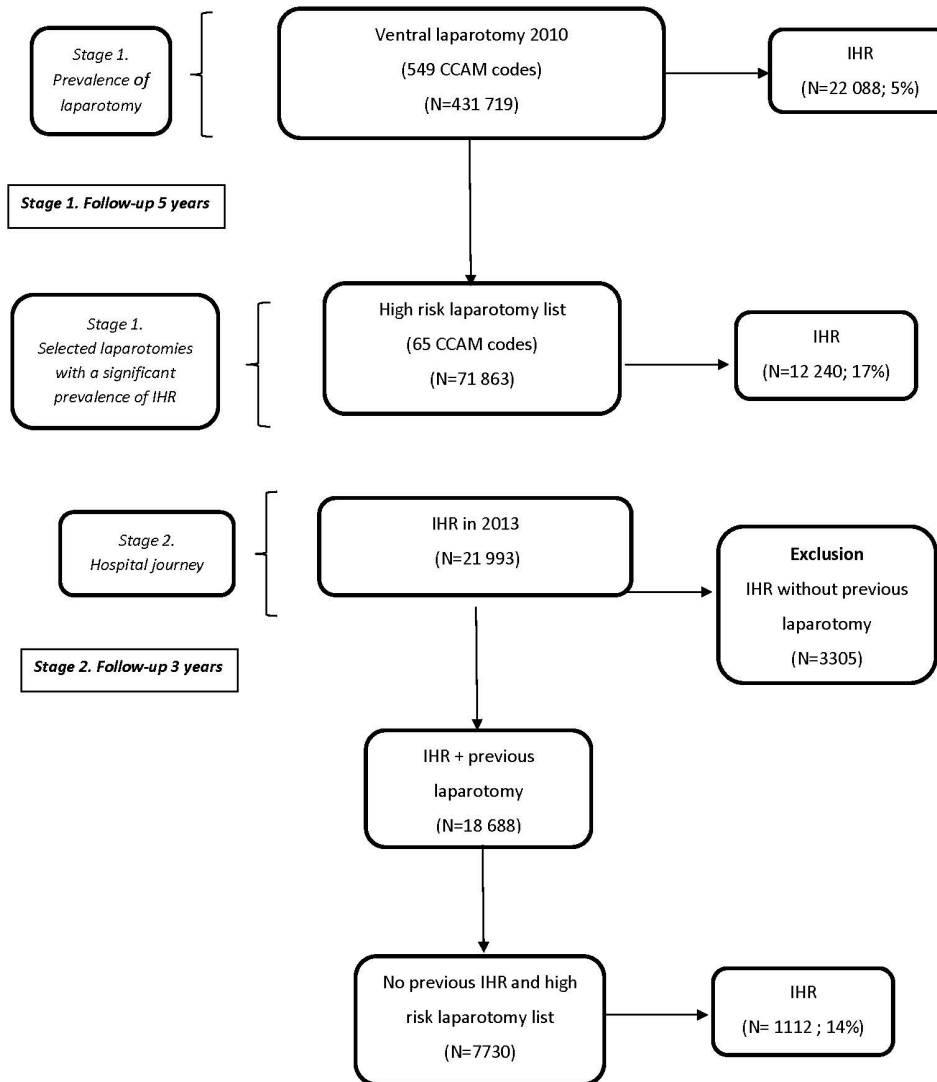 Stage 1.
Prevalence of
laparotomy
Ventral laparotomy 2010
(549 CCAM codes)
(N=431 719)
IHR
(N=22 088; 5%)
Stage 1. Follow-up 5 years
Stage 1.
Selected laparotomies
with a significant
prevalence of IHR
High risk laparotomy list
(65 CCAM codes)
(N=71 863)
IHR
(N=12 240; 17%)
Stage 2.
Hospital journey
IHR in 2013
(N=21 993)
Exclusion
IHR without previous
laparotomy
(N=3305)
Stage 2. Follow-up 3 years
IHR + previous
laparotomy
(N=18 688)
No previous IHR and high
risk laparotomy list
(N=7730)
IHR
(N= 1112 ; 14%)